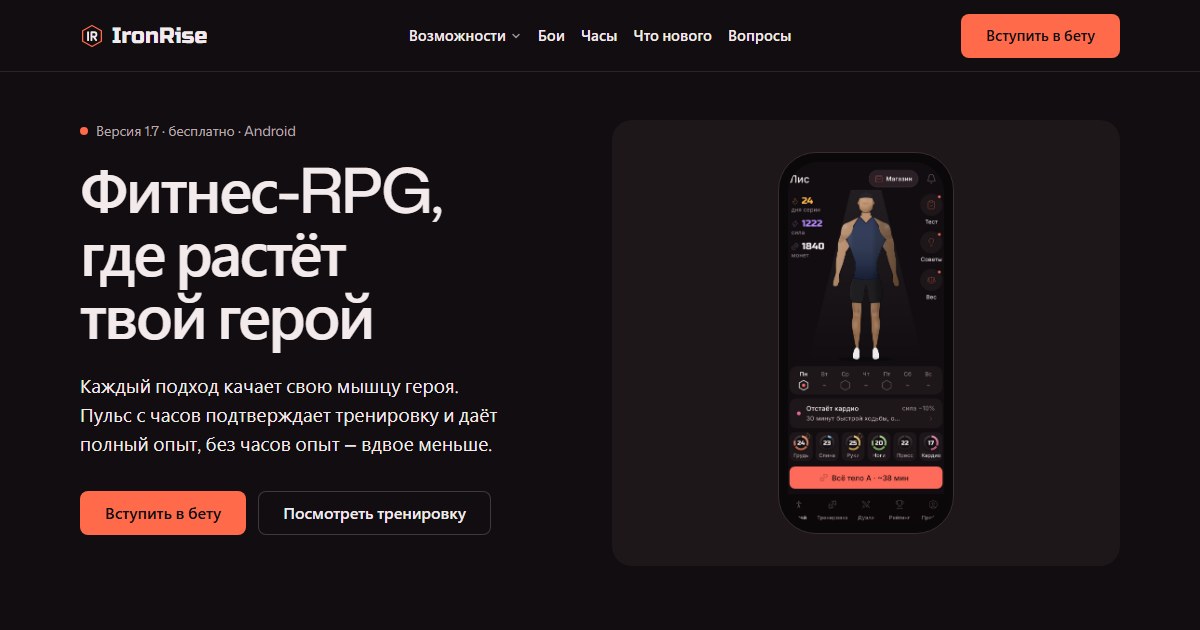 IR IronRise
Возможности
Бои
Часы
Что нового
Вопросы
Вступить в бету
Версия 1.7 · бесплатно · Android
Фитнес-RPG,
где растёт
твой герой
Каждый подход качает свою мышцу героя.
Пульс с часов подтверждает тренировку и даёт
полный опыт, без часов опыт – вдвое меньше.
Вступить в бету
Посмотреть тренировку
Лис
Магазин
24
дня серии
1222
сила
1840
монет
Тест
Советы
Вес
Пн Вт Ср Чт Пт Сб Вс
Отстаёт кардио
сила −10%
30 минут быстрой ходьбы, о...
24 23 25 20 22 17
Грудь Спина Руки Ноги Пресс Кардио
Всё тело A · ~38 мин
Тренировка Дуэли Рейтинг